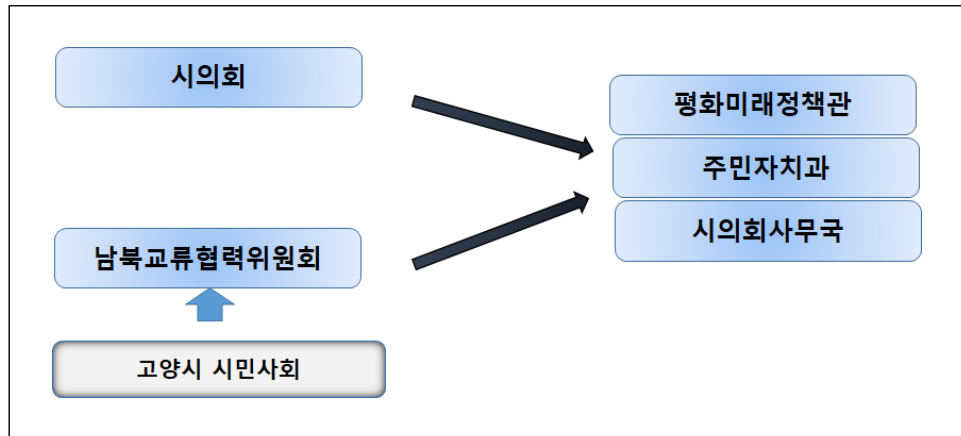 시의회
평화미래정책관
주민자치과
시의회사무국
남북교류협력위원회
고양시 시민사회